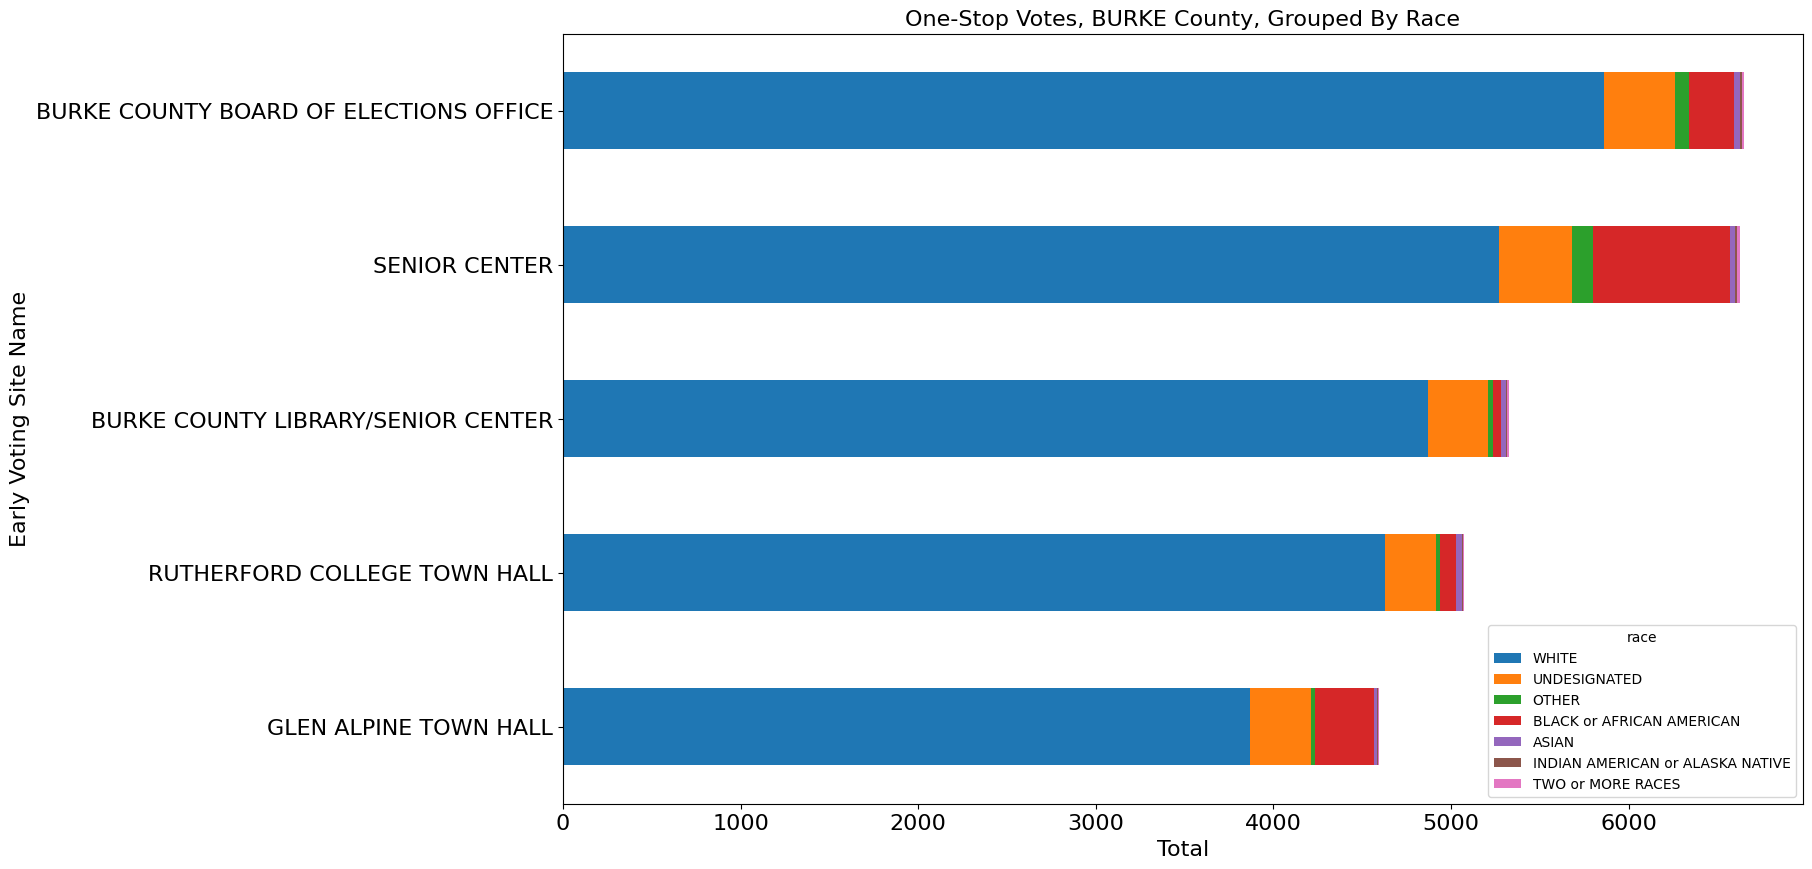 One-Stop Votes, BURKE County, Grouped By Race
Early Voting Site Name
BURKE COUNTY BOARD OF ELECTIONS OFFICE
SENIOR CENTER
BURKE COUNTY LIBRARY/SENIOR CENTER
RUTHERFORD COLLEGE TOWN HALL
GLEN ALPINE TOWN HALL
race
WHITE
UNDESIGNATED
OTHER
BLACK or AFRICAN AMERICAN
ASIAN
INDIAN AMERICAN or ALASKA NATIVE
TWO or MORE RACES
0 1000 2000 3000 4000 5000 6000
Total